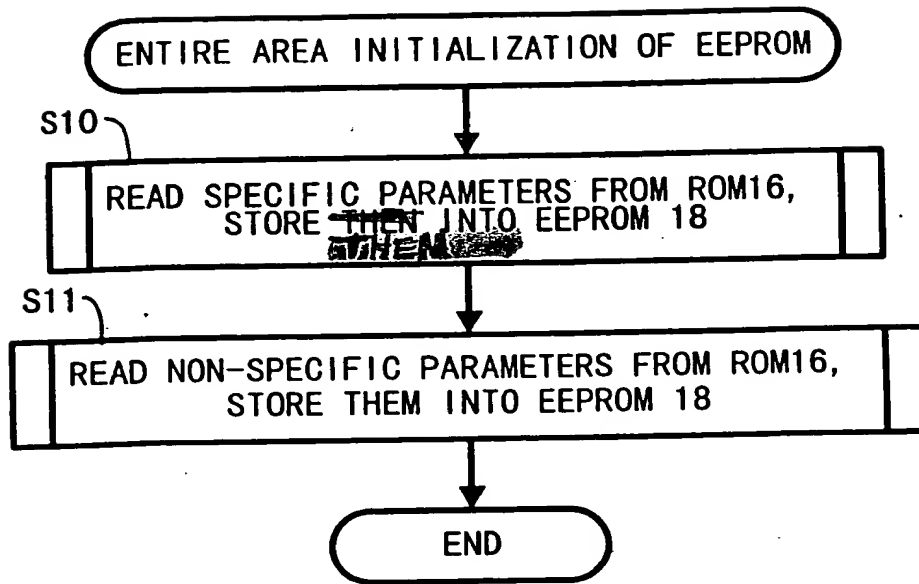 ENTIRE AREA INITIALIZATION OF EEPROM
S10
READ SPECIFIC PARAMETERS FROM ROM16,
STORE THEN INTO EEPROM 18
THEM
S11
READ NON-SPECIFIC PARAMETERS FROM ROM16,
STORE THEM INTO EEPROM 18
END